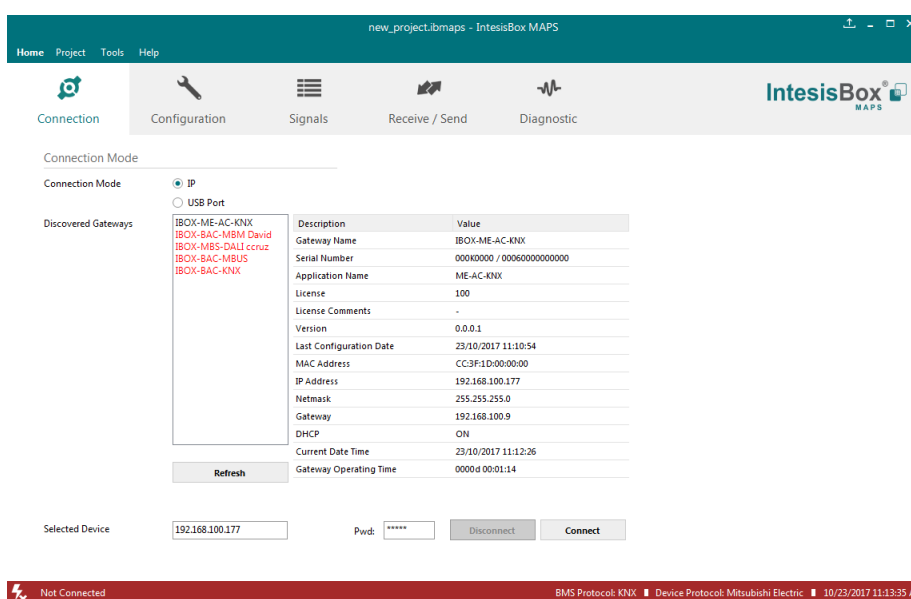 new_project.ibmaps - IntesisBox MAPS
Home Project Tools Help
Connection Configuration Signals Receive / Send Diagnostic
IntesisBox®
MAPS
Connection Mode
Connection Mode IP
USB Port
Discovered Gateways
IBOX-ME-AC-KNX
IBOX-BAC-MBM David
IBOX-MBS-DALI ccruz
IBOX-BAC-MBUS
IBOX-BAC-KNX
Description Value
Gateway Name IBOX-ME-AC-KNX
Serial Number 000K0000 / 00060000000000
Application Name ME-AC-KNX
License 100
License Comments -
Version 0.0.0.1
Last Configuration Date 23/10/2017 11:10:54
MAC Address CC:3F:1D:00:00:00
IP Address 192.168.100.177
Netmask 255.255.255.0
Gateway 192.168.100.9
DHCP ON
Current Date Time 23/10/2017 11:12:26
Gateway Operating Time 0000d 00:01:14
Refresh
Selected Device 192.168.100.177 Pwd: ***** Disconnect Connect
Not Connected BMS Protocol: KNX Device Protocol: Mitsubishi Electric 10/23/2017 11:13:35